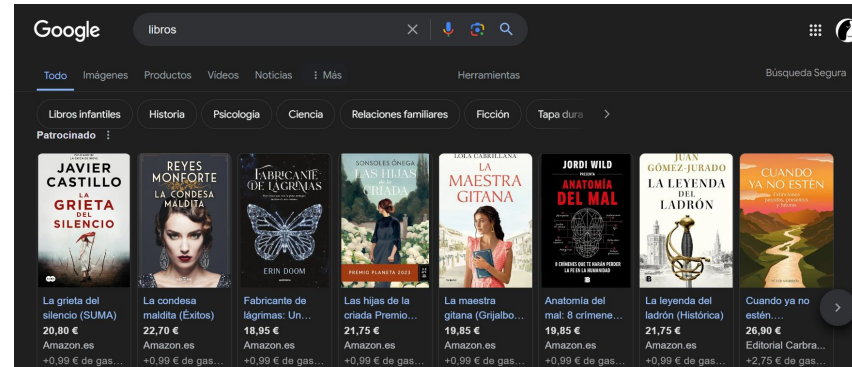 Google
libros
Todo Imágenes Productos Vídeos Noticias Más Herramientas Búsqueda Segura
Libros infantiles Historia Psicología Ciencia Relaciones familiares Ficción Tapa dura
Patrocinado
JAVIER CASTILLO
LA GRIETA DEL SILENCIO
REYES MONFORTE
LA CONDESA MALDITA
FABRICANTE DE LÁGRIMAS
ERIN DOOM
SONSOLES ÓNEGA
LAS HIJAS de la CRIADA
PREMIO PLANETA 2023
LOLA CABRILLANA
LA MAESTRA GITANA
JORDI WILD
PRESENTA
ANATOMÍA DEL MAL
8 CRÍMENES QUE TE HARÁN PERDER
LA FE EN LA HUMANIDAD
JUAN GÓMEZ-JURADO
LA LEYENDA DEL LADRÓN
CUANDO YA NO ESTÉN
La grieta del silencio (SUMA)
20,80 €
Amazon.es
+0,99 € de gas...
La condesa maldita (Éxitos)
22,70 €
Amazon.es
+0,99 € de gas...
Fabricante de lágrimas: Un...
18,95 €
Amazon.es
+0,99 € de gas...
Las hijas de la criada Premio...
21,75 €
Amazon.es
+0,99 € de gas...
La maestra gitana (Grijalbo...
19,85 €
Amazon.es
+0,99 € de gas...
Anatomía del mal: 8 crímene...
19,85 €
Amazon.es
+0,99 € de gas...
La leyenda del ladrón (Histórica)
21,75 €
Amazon.es
+0,99 € de gas...
Cuando ya no estén....
26,90 €
Editorial Carbra...
+2,75 € de gas...